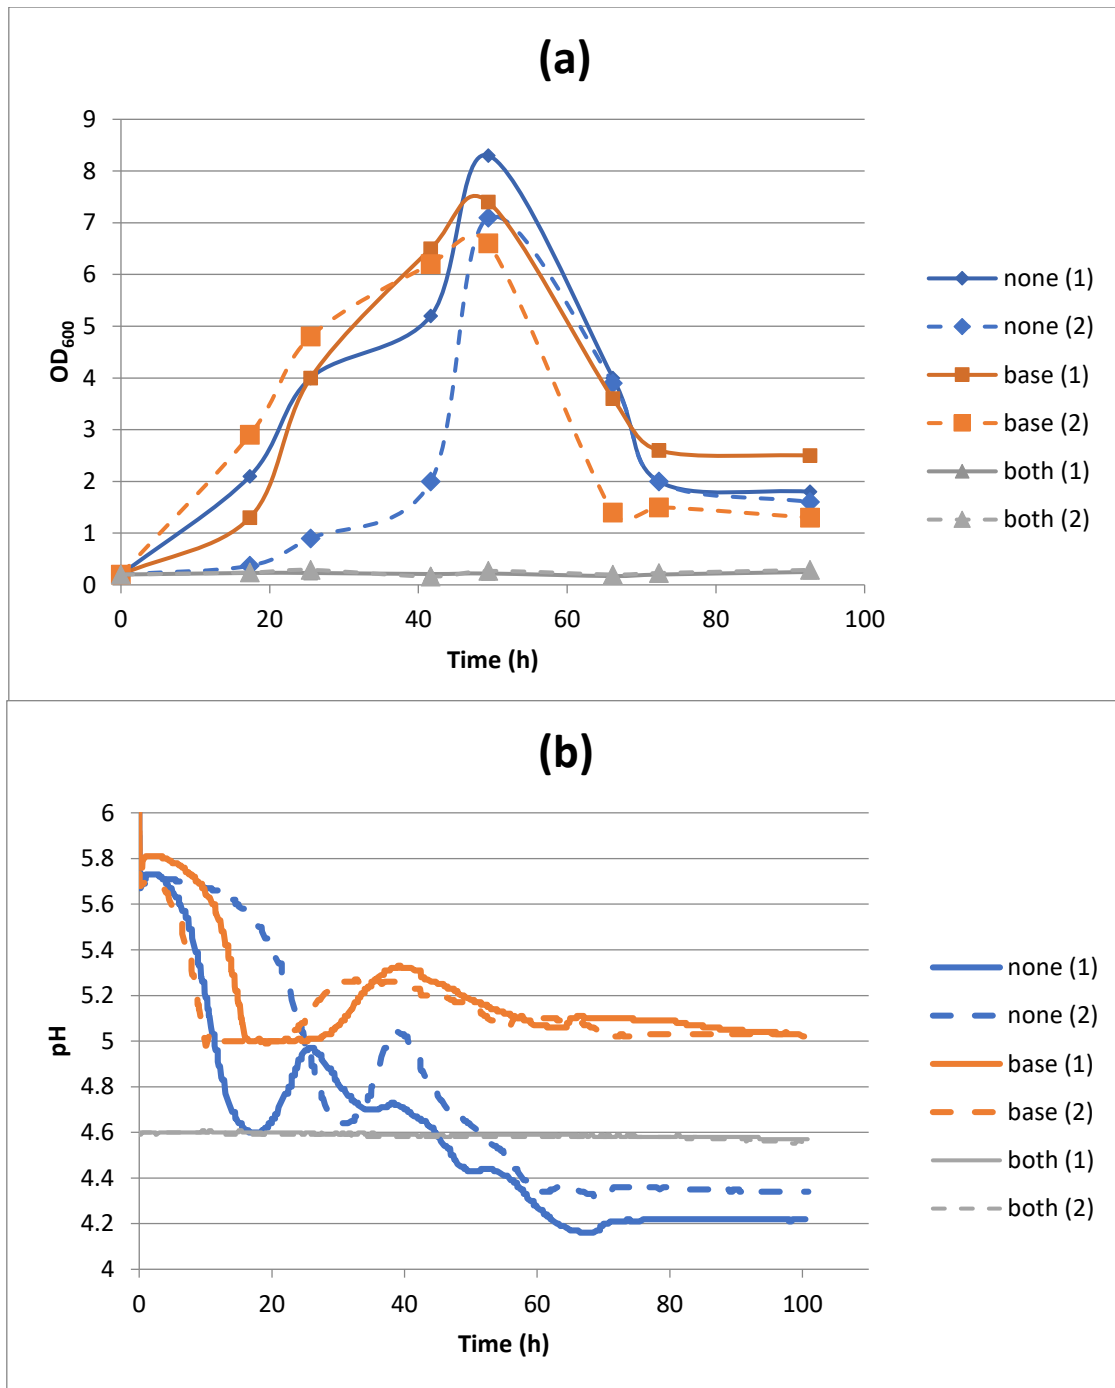 (a)
9
8
7
6
5
4
3
2
1
0
OD600
0 20 40 60 80 100
Time (h)
none (1)
none (2)
base (1)
base (2)
both (1)
both (2)
(b)
6
5.8
5.6
5.4
5.2
5
4.8
4.6
4.4
4.2
4
pH
0 20 40 60 80 100
Time (h)
none (1)
none (2)
base (1)
base (2)
both (1)
both (2)